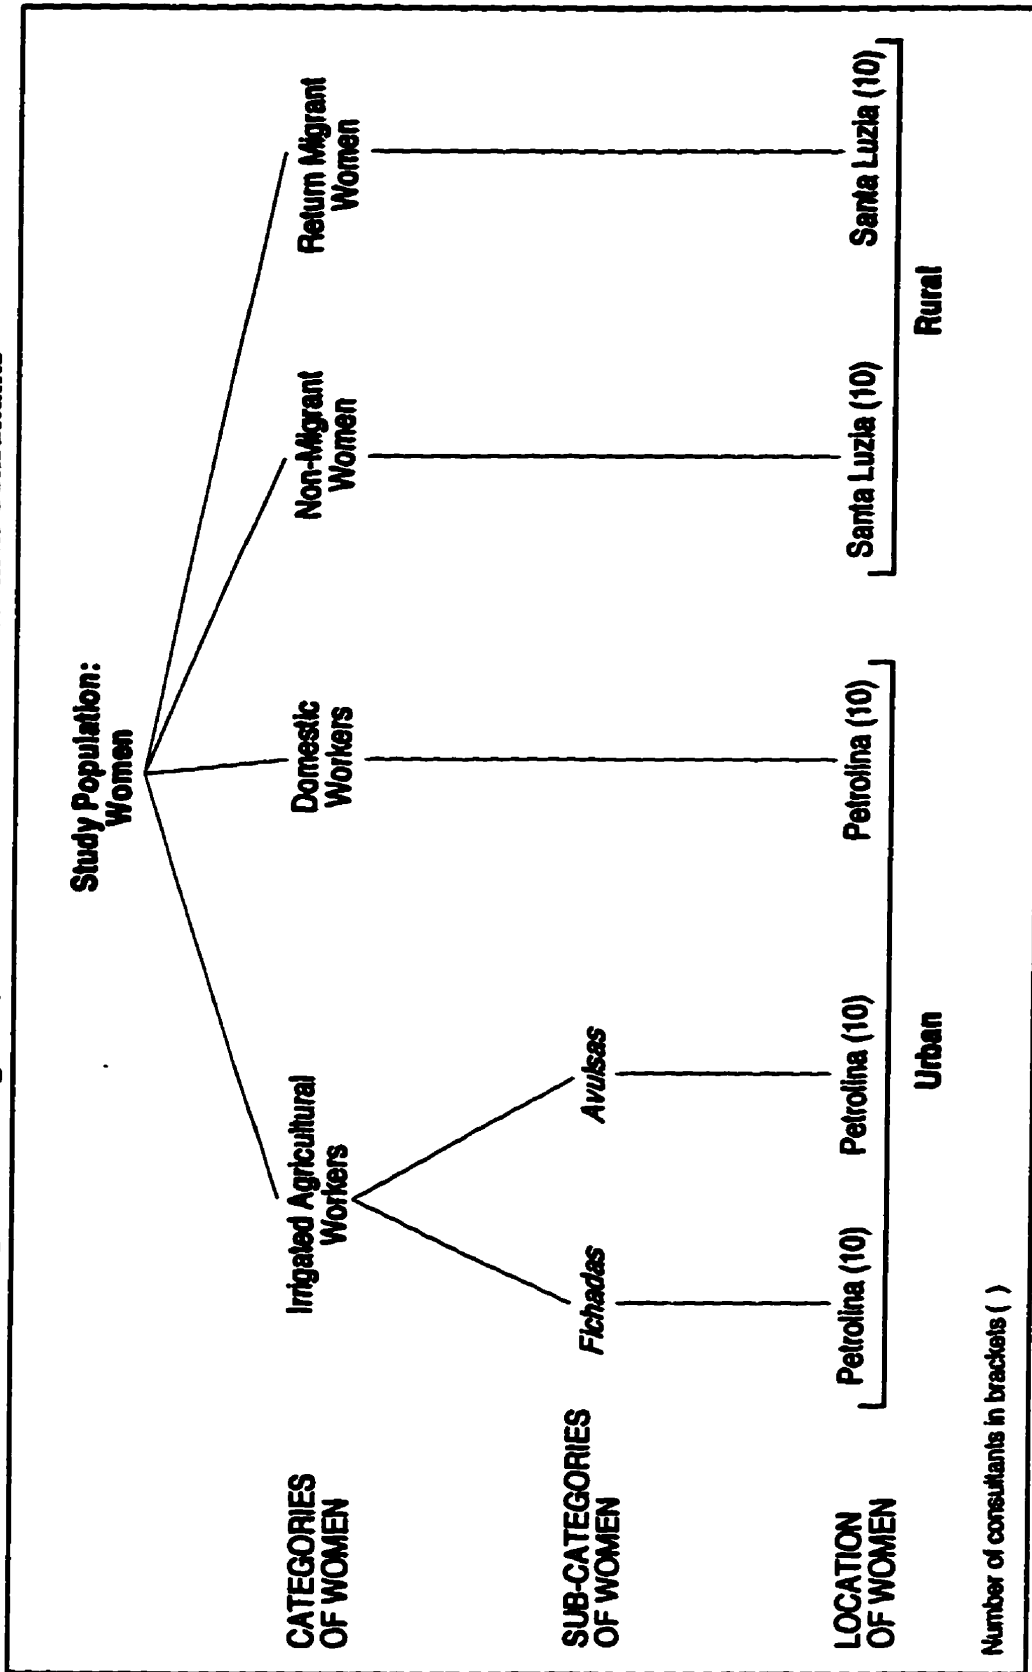 Study Population:
Women
CATEGORIES
OF WOMEN
Irrigated Agricultural
Workers
Domestic
Workers
Non-Migrant
Women
Return Migrant
Women
SUB-CATEGORIES
OF WOMEN
Fichadas
Avulsas
LOCATION
OF WOMEN
Petrolina (10)
Petrolina (10)
Petrolina (10)
Santa Luzia (10)
Santa Luzia (10)
Urban
Rural
Number of consultants in brackets ( )